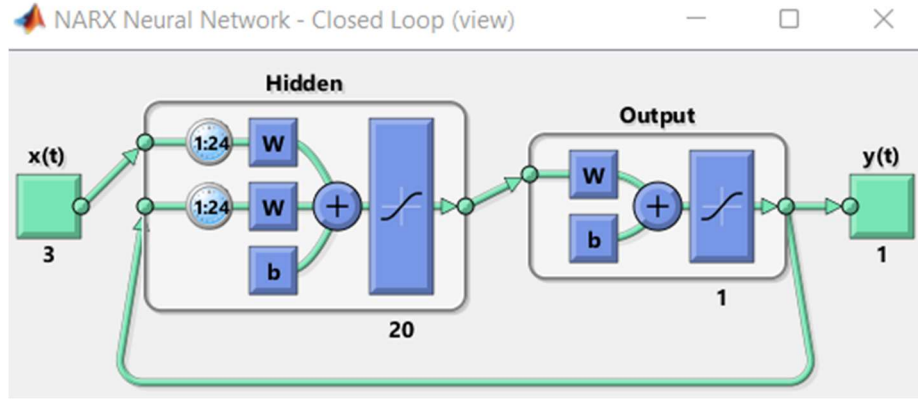 NARX Neural Network - Closed Loop (view)
Hidden
Output
x(t)
1:24
W
W
y(t)
1:24
W
+
+
b
b
3
1
1
20